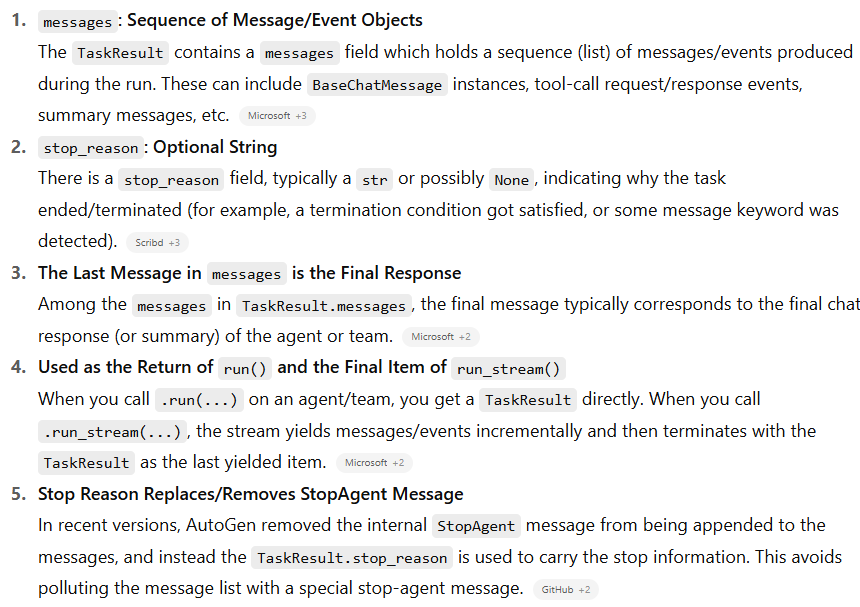 1. messages: Sequence of Message/Event Objects
The TaskResult contains a messages field which holds a sequence (list) of messages/events produced
during the run. These can include BaseChatMessage instances, tool-call request/response events,
summary messages, etc. Microsoft +3
2. stop_reason: Optional String
There is a stop_reason field, typically a str or possibly None, indicating why the task
ended/terminated (for example, a termination condition got satisfied, or some message keyword was
detected). Scribd +3
3. The Last Message in messages is the Final Response
Among the messages in TaskResult.messages, the final message typically corresponds to the final chat
response (or summary) of the agent or team. Microsoft +2
4. Used as the Return of run() and the Final Item of run_stream()
When you call .run(...) on an agent/team, you get a TaskResult directly. When you call
.run_stream(...), the stream yields messages/events incrementally and then terminates with the
TaskResult as the last yielded item. Microsoft +2
5. Stop Reason Replaces/Removes StopAgent Message
In recent versions, AutoGen removed the internal StopAgent message from being appended to the
messages, and instead the TaskResult.stop_reason is used to carry the stop information. This avoids
polluting the message list with a special stop-agent message. GitHub +2